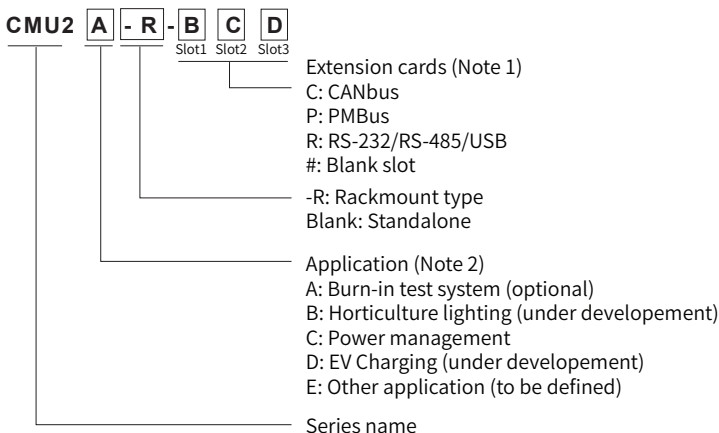 CMU2 A - R - B C D
Slot1 Slot2 Slot3
Extension cards (Note 1)
C: CANbus
P: PMBus
R: RS-232/RS-485/USB
#: Blank slot
-R: Rackmount type
Blank: Standalone
Application (Note 2)
A: Burn-in test system (optional)
B: Horticulture lighting (under developement)
C: Power management
D: EV Charging (under developement)
E: Other application (to be defined)
Series name